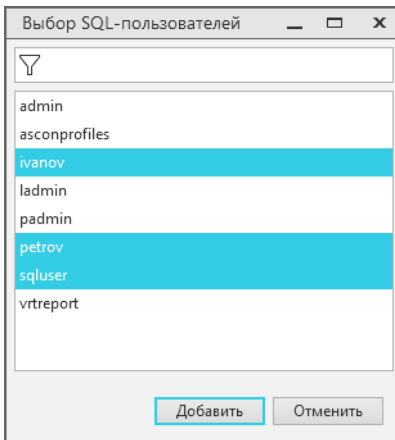 Выбор SQL-пользователей
admin
asconprofiles
ivanov
ladmin
padmin
petrov
sqluser
vrtreport
Добавить Отменить